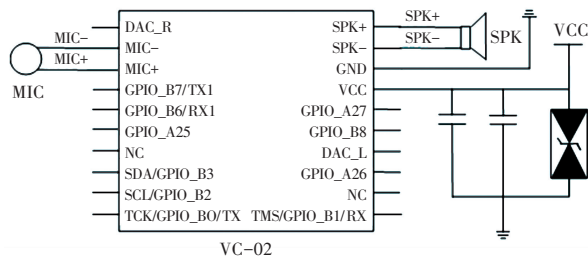 DAC_R
SPK+
SPK+
MIC−
MIC−
SPK−
SPK−
SPK
VCC
MIC+
MIC+
GND
MIC
GPIO_B7/TX1
VCC
GPIO_B6/RX1
GPIO_A27
GPIO_A25
GPIO_B8
NC
DAC_L
SDA/GPIO_B3
GPIO_A26
SCL/GPIO_B2
NC
TCK/GPIO_BO/TX
TMS/GPIO_B1/RX
VC−02